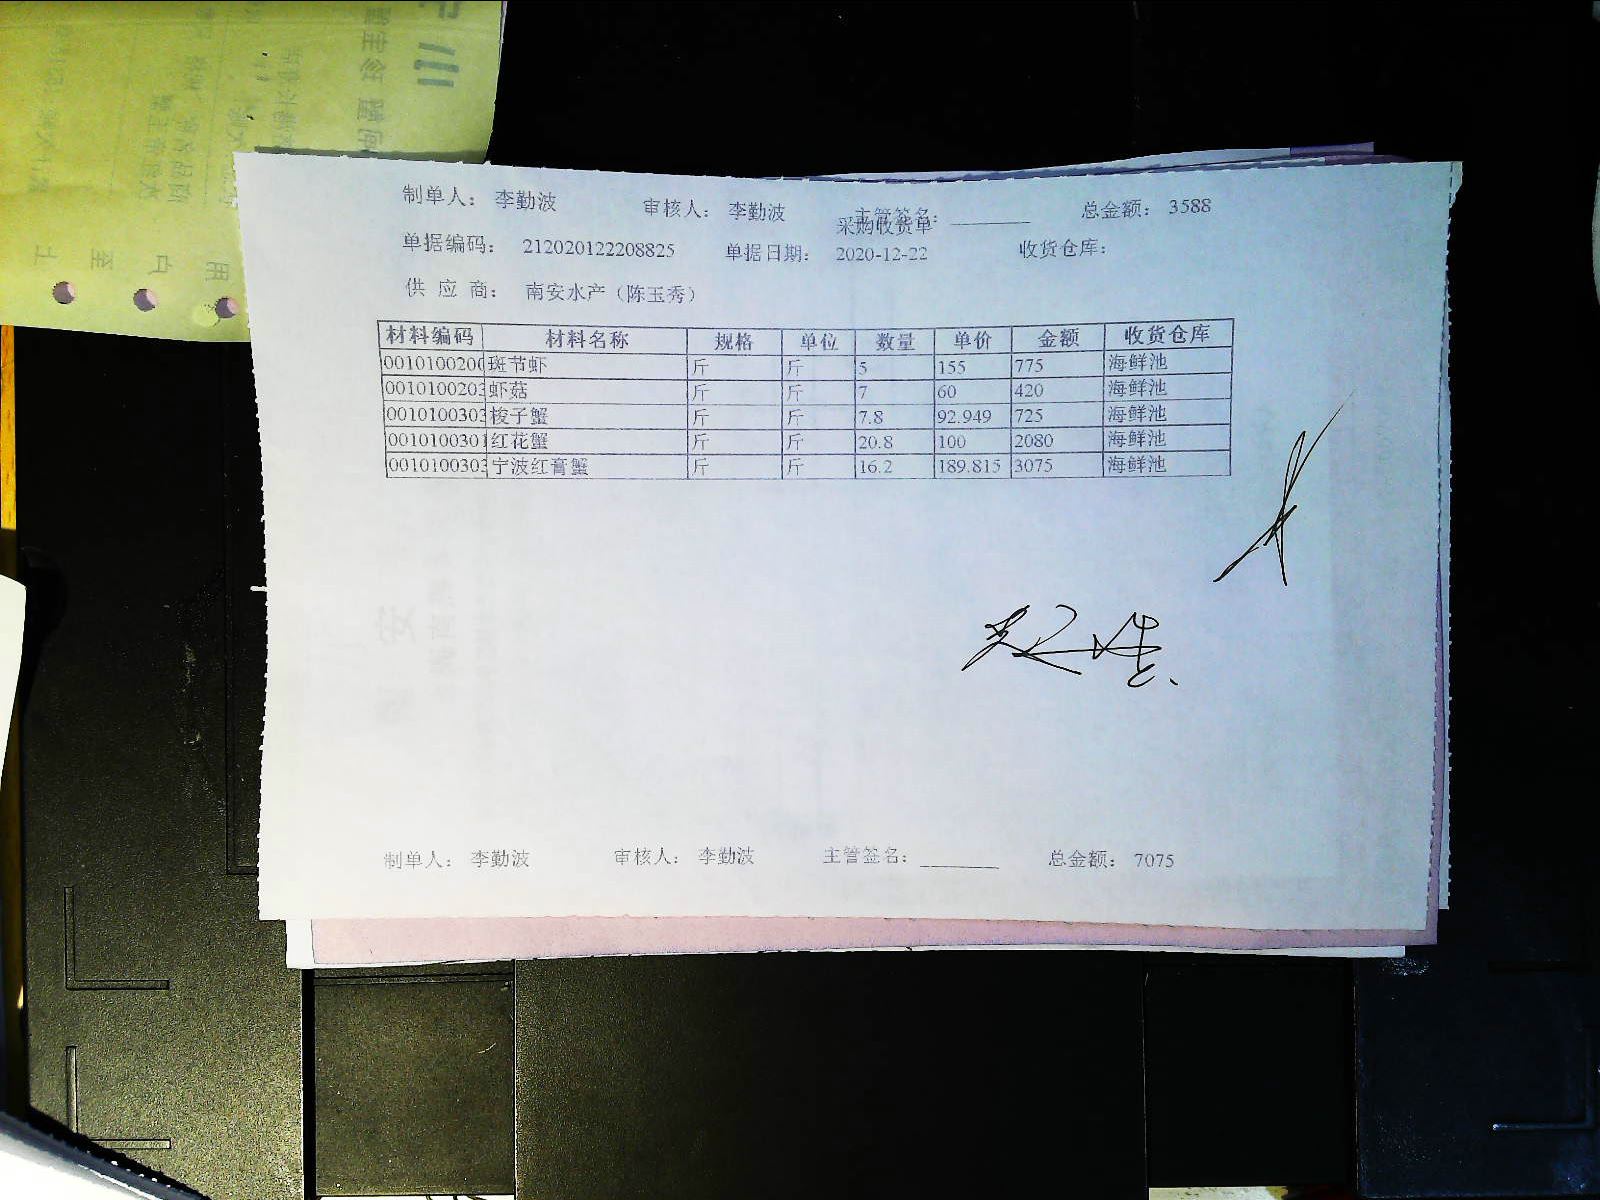 制单人： 李勤波 审核人： 李勤波 主管签名： ________ 总金额： 3588
采购收货单
单据编码： 212020122208825 单据日期： 2020-12-22 收货仓库：
供 应 商： 南安水产（陈玉秀）
材料编码 材料名称 规格 单位 数量 单价 金额 收货仓库
0010100200 斑节虾 斤 斤 5 155 775 海鲜池
0010100203 虾菇 斤 斤 7 60 420 海鲜池
0010100303 梭子蟹 斤 斤 7.8 92.949 725 海鲜池
0010100301 红花蟹 斤 斤 20.8 100 2080 海鲜池
0010100303 宁波红膏蟹 斤 斤 16.2 189.815 3075 海鲜池
制单人： 李勤波 审核人： 李勤波 主管签名： ________ 总金额： 7075